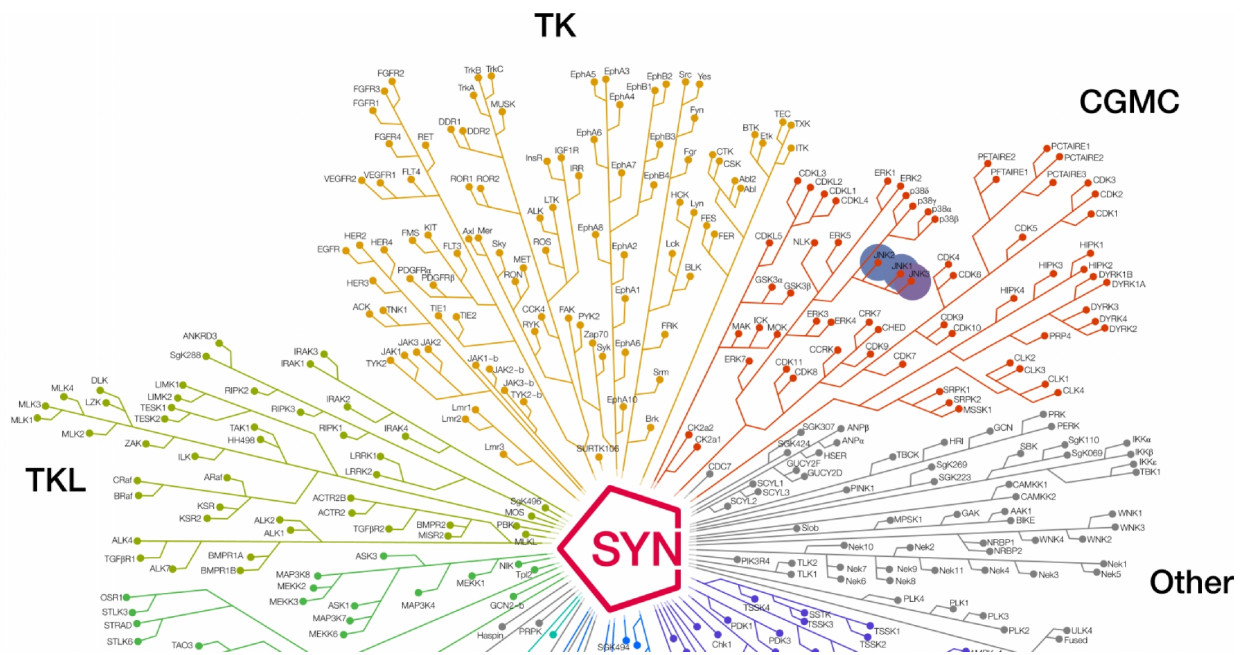 TK
CGMC
TKL
Other
SYN
FGFR2
FGFR3
FGFR1
FGFR4
RET
VEGFR2
VEGFR1
FLT4
TrkB
TrkC
TrkA
MUSK
DDR1
DDR2
ROR1
ROR2
InsR
IGF1R
IRR
LTK
ALK
ROS
EphA5
EphA3
EphA4
EphA6
EphA7
EphA8
EphA2
EphA1
EphA6
EphA10
EphB2
EphB1
EphB3
EphB4
Src
Yes
Fyn
Fgr
HCK
Lyn
Lck
BLK
FRK
Srm
Brk
CTK
CSK
Abl2
Abl
FES
FER
TEC
TXK
BTK
Etk
ITK
HER2
EGFR
HER4
HER3
FMS
KIT
FLT3
PDGFRα
PDGFRβ
Axl
Mer
Sky
MET
RON
ACK
TNK1
TIE1
TIE2
CCK4
RYK
FAK
PYK2
Zap70
Syk
JAK3
JAK2
JAK1
TYK2
JAK1~b
JAK2~b
JAK3~b
TYK2~b
Lmr1
Lmr2
Lmr3
SURTK106
CDKL3
CDKL2
CDKL1
CDKL4
CDKL5
ERK1
ERK2
p38δ
p38γ
p38α
p38β
NLK
ERK5
JNK2
JNK1
JNK3
GSK3α
GSK3β
MAK
ICK
MOK
ERK3
ERK4
ERK7
PFTAIRE2
PFTAIRE1
PCTAIRE1
PCTAIRE2
PCTAIRE3
CDK3
CDK2
CDK1
CDK5
CDK4
CDK6
CDK9
CDK10
CRK7
CHED
CCRK
CDK9
CDK7
CDK11
CDK8
HIPK1
HIPK2
HIPK3
HIPK4
DYRK1B
DYRK1A
DYRK3
DYRK4
DYRK2
PRP4
CLK2
CLK3
CLK1
CLK4
SRPK1
SRPK2
MSSK1
CK2a2
CK2a1
ANKRD3
SgK288
IRAK3
IRAK1
IRAK2
IRAK4
RIPK2
RIPK3
RIPK1
DLK
LZK
MLK4
MLK3
MLK1
MLK2
LIMK1
LIMK2
TESK1
TESK2
ZAK
ILK
TAK1
HH498
LRRK1
LRRK2
CRaf
BRaf
ARaf
KSR
KSR2
ACTR2B
ACTR2
TGFβR2
BMPR2
MISR2
ALK2
ALK1
ALK4
TGFβR1
ALK7
BMPR1A
BMPR1B
SgK496
MOS
PBK
MLKL
ASK3
MAP3K8
MEKK2
MEKK3
ASK1
MAP3K7
MEKK6
MAP3K4
MEKK1
NIK
Tpl2
GCN2~b
OSR1
STLK3
STRAD
STLK6
TAO3
Haspin
PRPK
SGK494
CDC7
SGK307
SGK424
ANPβ
ANPα
HSER
GUCY2F
GUCY2D
SCYL1
SCYL3
SCYL2
TBCK
PINK1
HRI
GCN
PRK
PERK
SgK269
SGK223
SBK
SgK110
SgK069
IKKα
IKKβ
IKKε
TBK1
CAMKK1
CAMKK2
Slob
MPSK1
GAK
AAK1
BIKE
WNK1
WNK3
WNK4
WNK2
NRBP1
NRBP2
PIK3R4
TLK2
TLK1
Nek10
Nek2
Nek7
Nek6
Nek9
Nek8
Nek11
Nek4
Nek3
Nek1
Nek5
PLK4
PLK1
PLK3
PLK2
ULK4
Fused
TSSK4
SSTK
TSSK3
TSSK1
TSSK2
PDK1
PDK3
Chk1